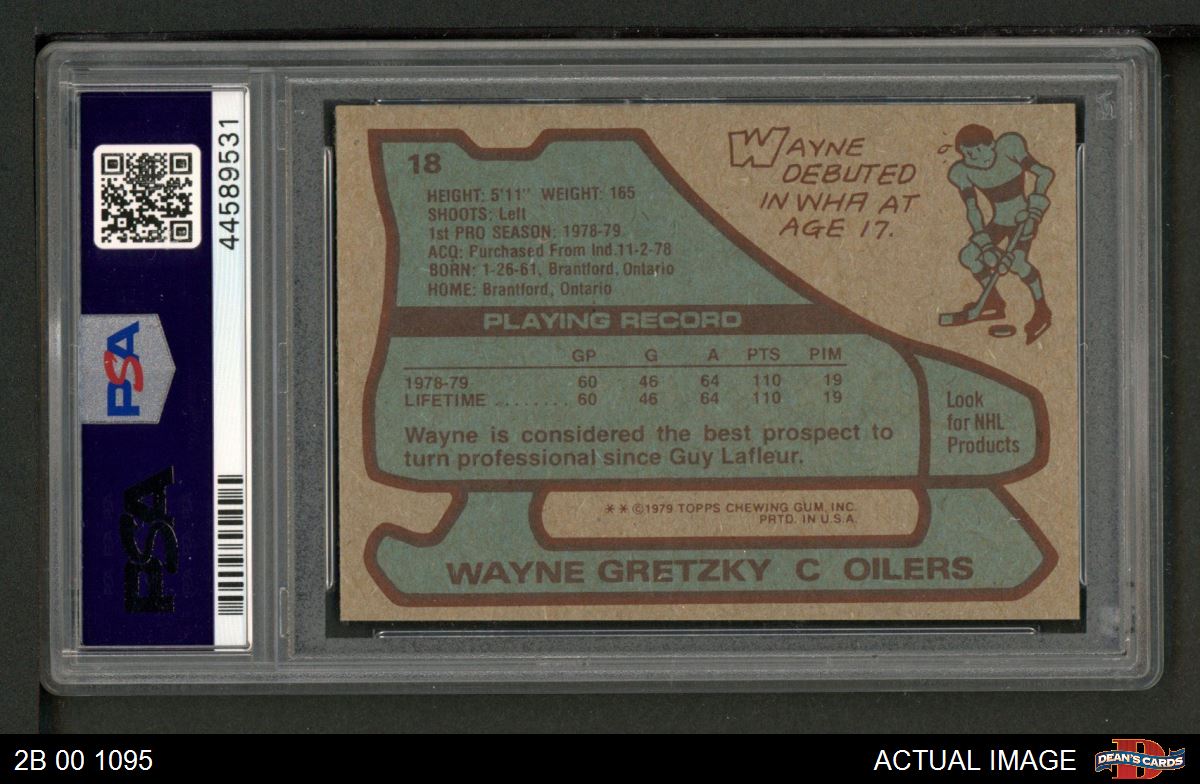 44589531
PSA
PSA
18
HEIGHT: 5'11" WEIGHT: 165
SHOOTS: Left
1st PRO SEASON: 1978-79
ACQ: Purchased From Ind.11-2-78
BORN: 1-26-61, Brantford, Ontario
HOME: Brantford, Ontario
WAYNE
DEBUTED
IN WHA AT
AGE 17.
PLAYING RECORD
GP G A PTS PIM
1978-79 60 46 64 110 19
LIFETIME ........ 60 46 64 110 19
Wayne is considered the best prospect to
turn professional since Guy Lafleur.
Look
for NHL
Products
* * ©1979 TOPPS CHEWING GUM, INC.
PRTD. IN U.S.A.
WAYNE GRETZKY C OILERS
2B 00 1095
ACTUAL IMAGE
DEAN'S CARDS